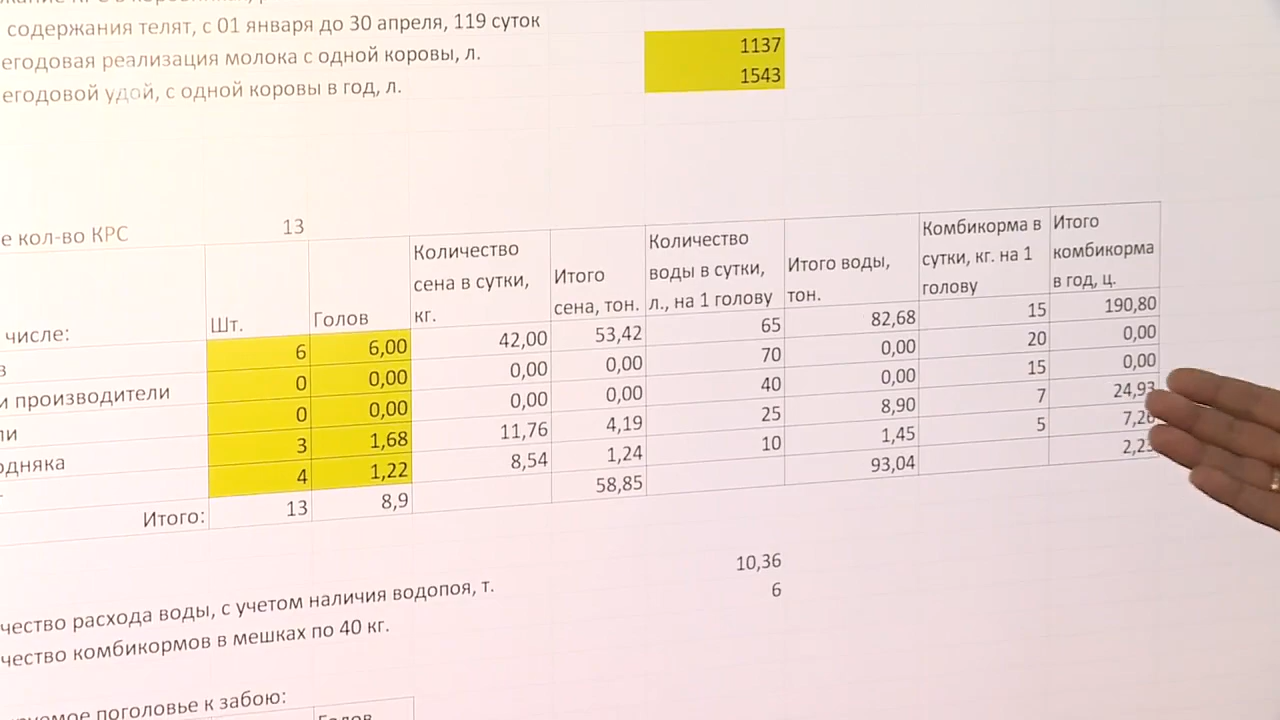 содержания телят, с 01 января до 30 апреля, 119 суток
егодовая реализация молока с одной коровы, л. 1137
егодовой удой, с одной коровы в год, л. 1543
е кол-во КРС 13
числе: Шт. Голов Количество сена в сутки, кг. Итого сена, тон. Количество воды в сутки, л., на 1 голову Итого воды, тон. Комбикорма в сутки, кг. на 1 голову Итого комбикорма в год, ц.
в 6 6,00 42,00 53,42 65 82,68 15 190,80
и производители 0 0,00 0,00 0,00 70 0,00 20 0,00
ли 0 0,00 0,00 0,00 40 0,00 15 0,00
одняка 3 1,68 11,76 4,19 25 8,90 7 24,93
4 1,22 8,54 1,24 10 1,45 5
Итого: 13 8,9 58,85 93,04
чество расхода воды, с учетом наличия водопоя, т. 10,36
чество комбикормов в мешках по 40 кг. 6
поголовье к забою:
Голов